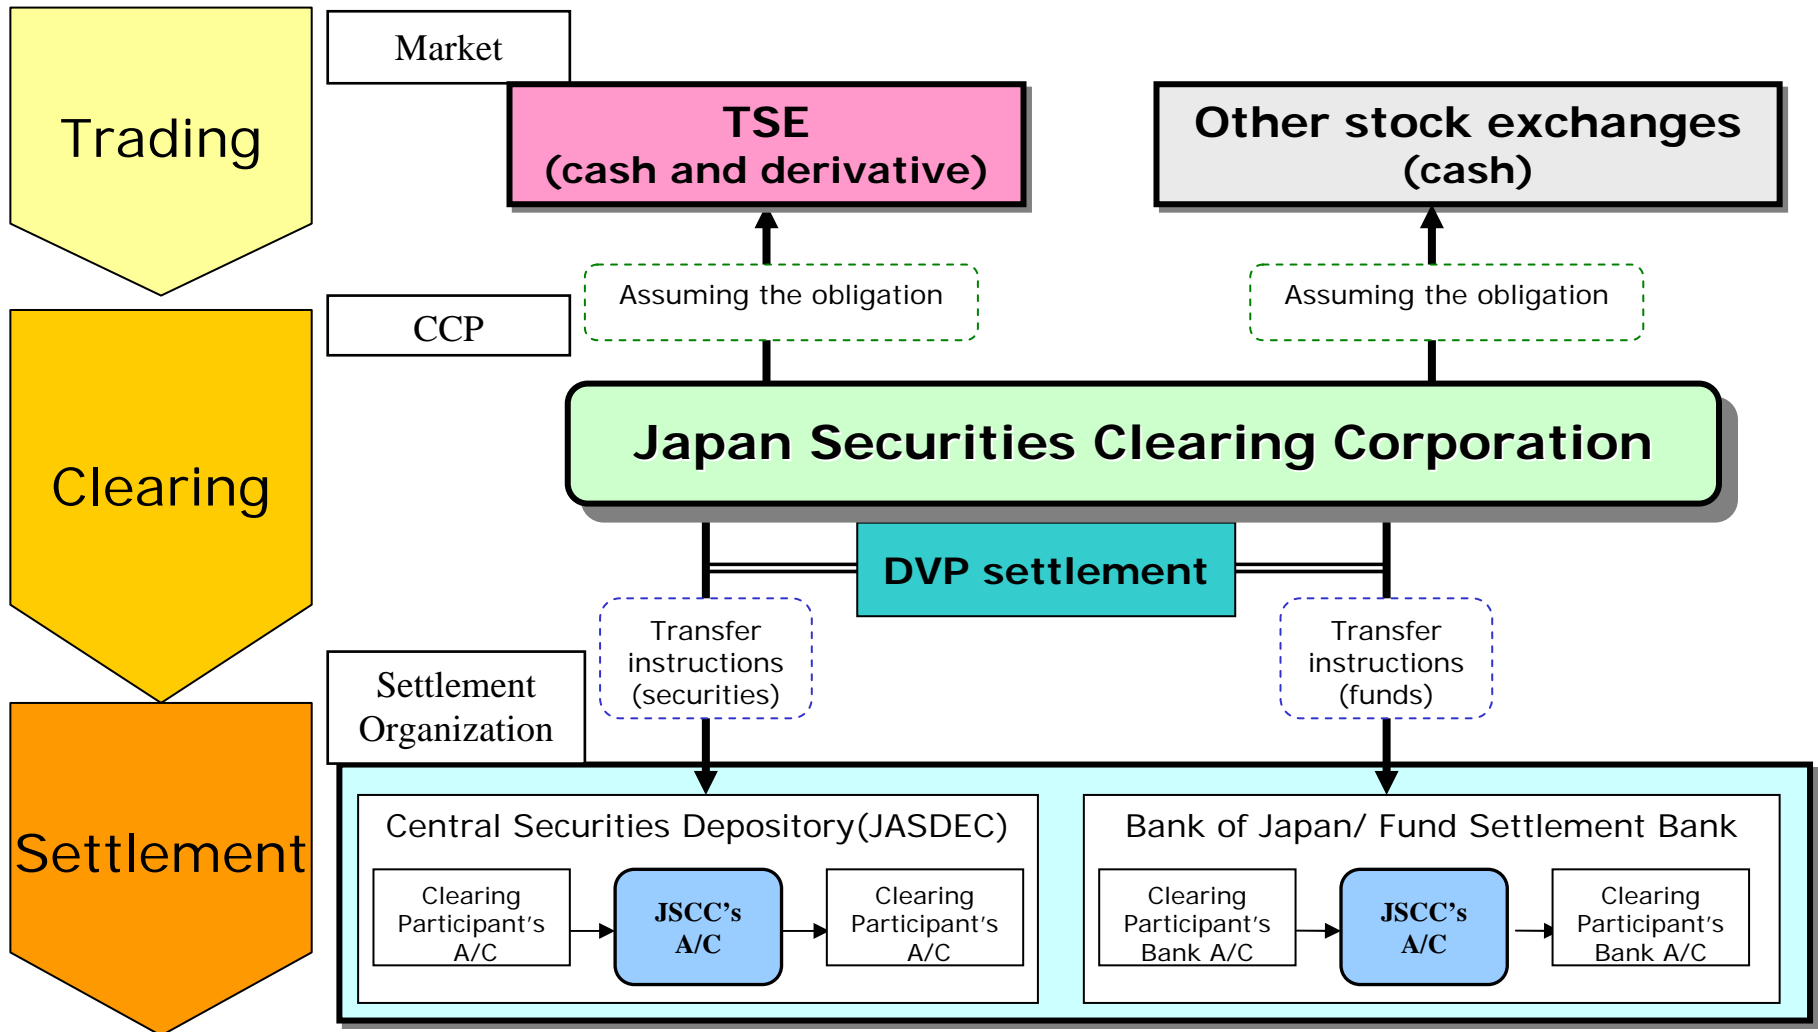 Trading
Market
TSE
(cash and derivative)
Other stock exchanges
(cash)
Assuming the obligation
Assuming the obligation
Clearing
CCP
Japan Securities Clearing Corporation
DVP settlement
Transfer
instructions
(securities)
Transfer
instructions
(funds)
Settlement
Settlement
Organization
Central Securities Depository(JASDEC)
Clearing
Participant's
A/C
JSCC's
A/C
Clearing
Participant's
A/C
Bank of Japan/ Fund Settlement Bank
Clearing
Participant's
Bank A/C
JSCC's
A/C
Clearing
Participant's
Bank A/C